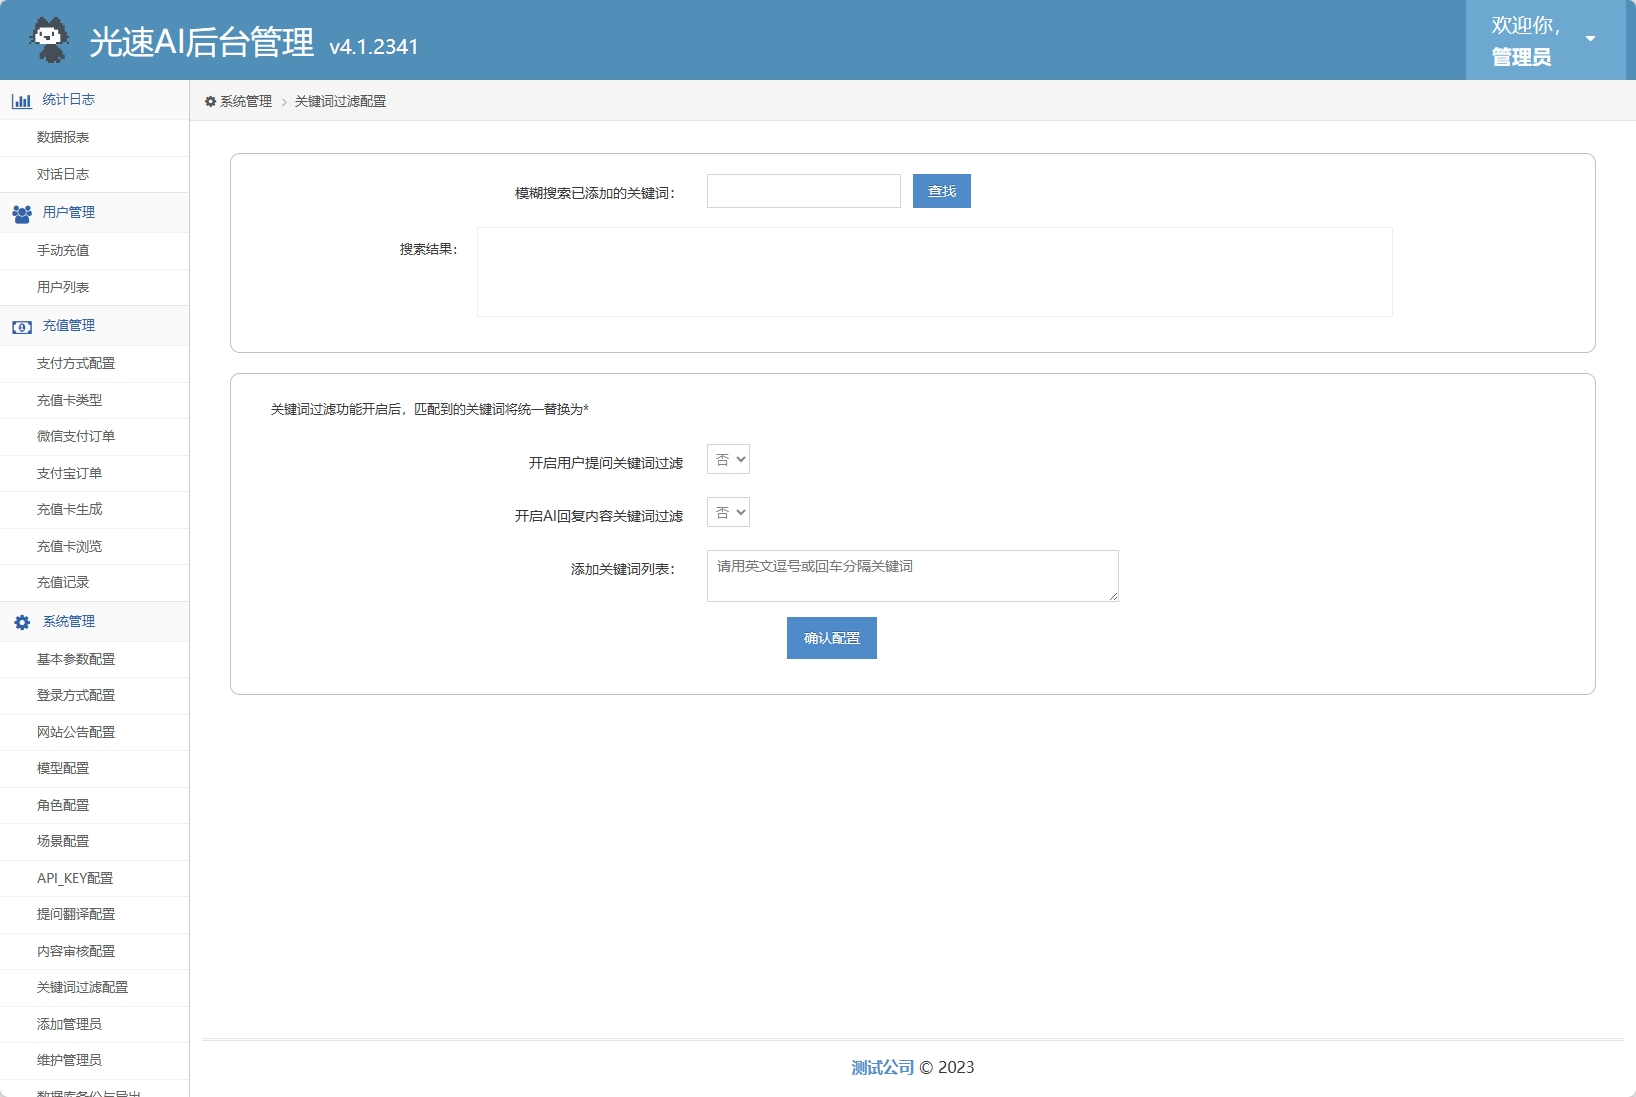 光速AI后台管理 v4.1.2341
欢迎你，
管理员
统计日志
数据报表
对话日志
用户管理
手动充值
用户列表
充值管理
支付方式配置
充值卡类型
微信支付订单
支付宝订单
充值卡生成
充值卡浏览
充值记录
系统管理
基本参数配置
登录方式配置
网站公告配置
模型配置
角色配置
场景配置
API_KEY配置
提问翻译配置
内容审核配置
关键词过滤配置
添加管理员
维护管理员
数据库备份与导出
系统管理 > 关键词过滤配置
模糊搜索已添加的关键词：
查找
搜索结果：
关键词过滤功能开启后，匹配到的关键词将统一替换为*
开启用户提问关键词过滤 否
开启AI回复内容关键词过滤 否
添加关键词列表： 请用英文逗号或回车分隔关键词
确认配置
测试公司 © 2023